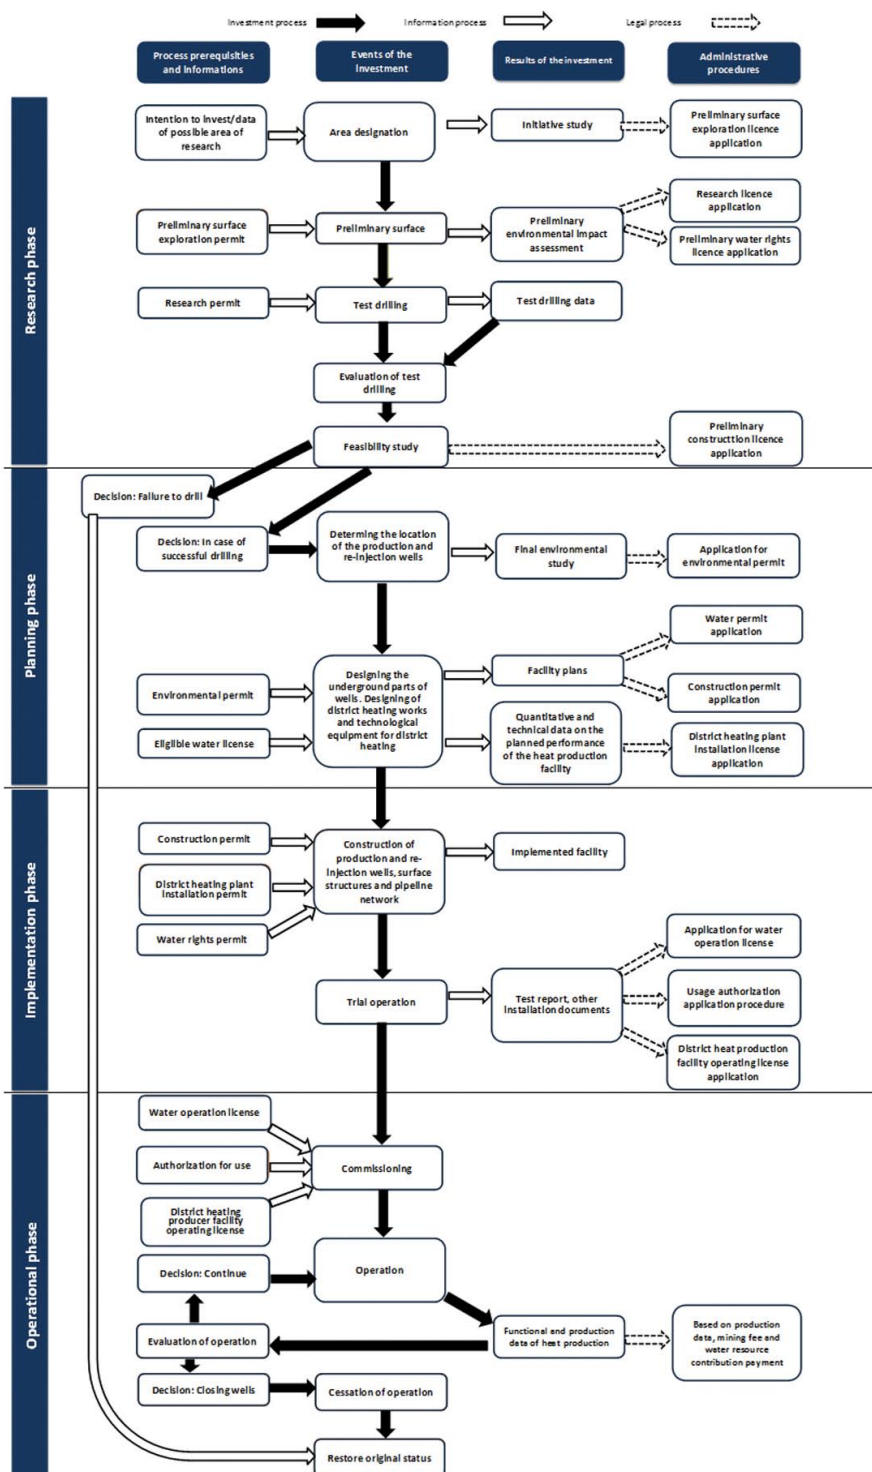 Investment process
Information process
Legal process
Process prerequisities
and informations
Events of the
investment
Results of the investment
Administrative
procedures
Research phase
Intention to invest/data
of possible area of
research
Area designation
Initiative study
Preliminary surface
exploration licence
application
Preliminary surface
exploration permit
Preliminary surface
Preliminary
environmental impact
assessment
Research licence
application
Preliminary water rights
licence application
Research permit
Test drilling
Test drilling data
Evaluation of test
drilling
Feasibility study
Preliminary
constructtion licence
application
Planning phase
Decision: Failure to drill
Decision: In case of
successful drilling
Determing the location
of the production and
re-injection wells
Final environmental
study
Application for
environmental permit
Water permit
application
Environmental permit
Eligible water license
Designing the
underground parts of
wells. Designing of
district heating works
and technological
equipment for district
heating
Facility plans
Construction permit
application
Quantitative and
technical data on the
planned performance
of the heat production
facility
District heating plant
installation license
application
Implementation phase
Construction permit
District heating plant
installation permit
Water rights permit
Construction of
production and re-
injection wells, surface
structures and pipeline
network
Implemented facility
Trial operation
Test report, other
installation documents
Application for water
operation license
Usage authorization
application procedure
District heat production
facility operating license
application
Operational phase
Water operation license
Authorization for use
District heating
producer facility
operating license
Commissioning
Decision: Continue
Operation
Evaluation of operation
Functional and production
data of heat production
Based on production
data, mining fee and
water resource
contribution payment
Decision: Closing wells
Cessation of operation
Restore original status